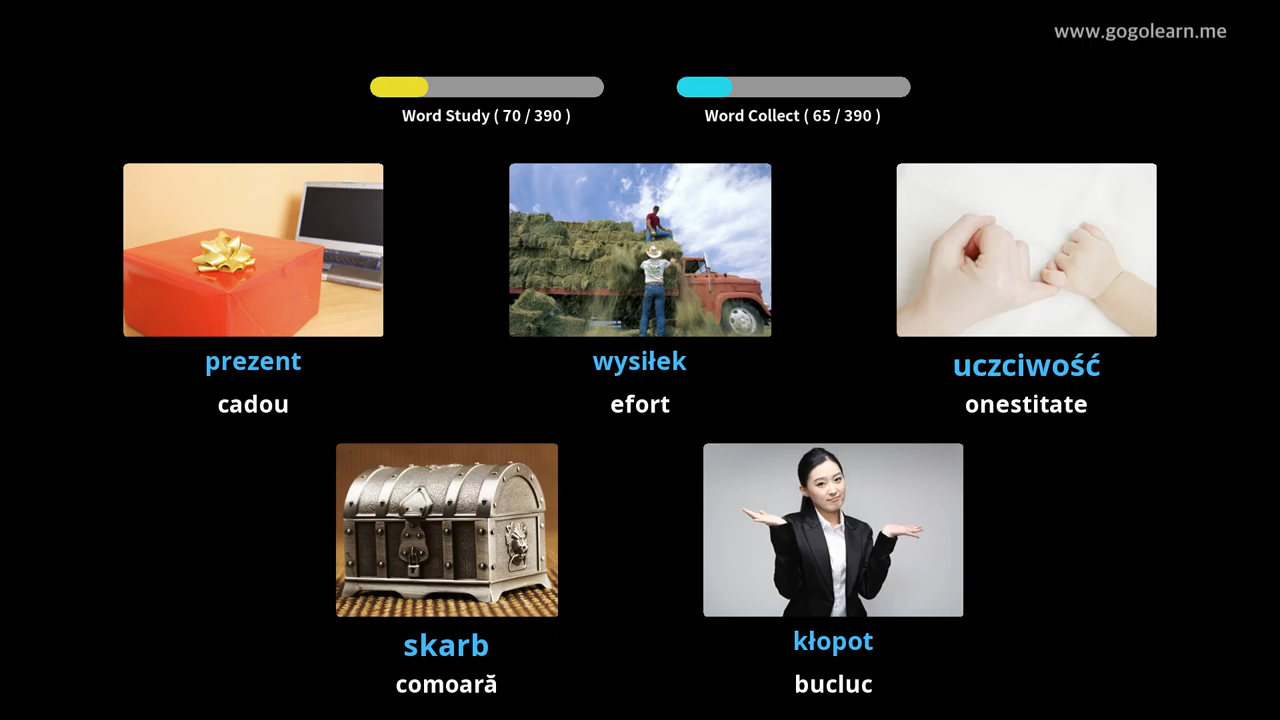 www.gogolearn.me
Word Study ( 70 / 390 )
Word Collect ( 65 / 390 )
prezent
cadou
wysiłek
efort
uczciwość
onestitate
skarb
comoară
kłopot
bucluc